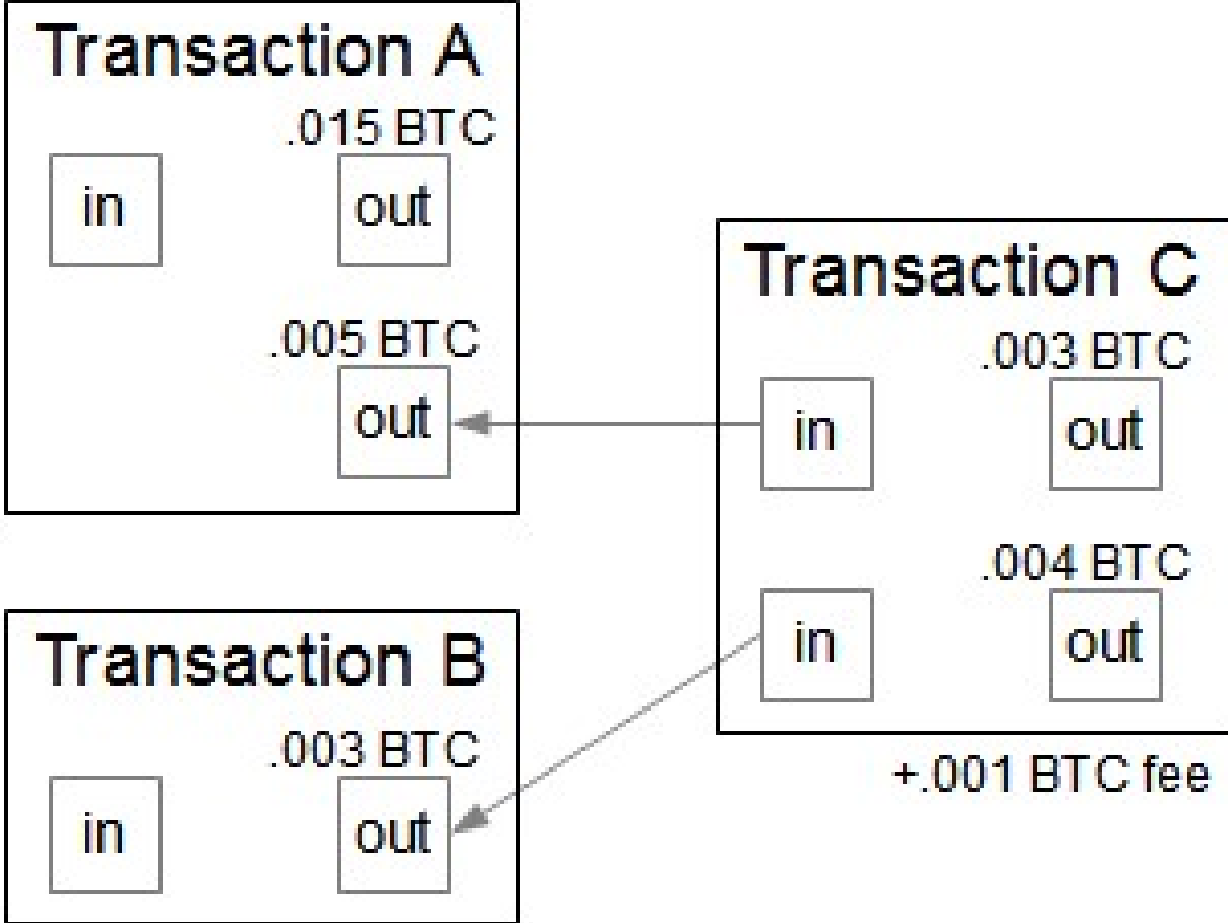 Transaction A
.015 BTC
in
out
.005 BTC
out
Transaction B
.003 BTC
in
out
Transaction C
.003 BTC
in
out
.004 BTC
in
out
+.001 BTC fee